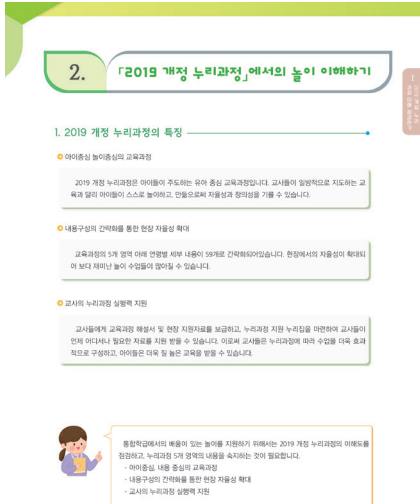 2.
「2019 개정 누리과정」에서의 놀이 이해하기
1. 2019 개정 누리과정의 특징
아이중심 놀이중심의 교육과정
2019 개정 누리과정은 아이들이 주도하는 유아 중심 교육과정입니다. 교사들이 일방적으로 지도하는 교
육과 달리 아이들이 스스로 놀이하고, 만듦으로써 자율성과 창의성을 기를 수 있습니다.
내용구성의 간략화를 통한 현장 자율성 확대
교육과정의 5개 영역 아래 연령별 세부 내용이 59개로 간략화되어있습니다. 현장에서의 자율성이 확대되
어 보다 재미난 놀이 수업들이 많아질 수 있습니다.
교사의 누리과정 실행력 지원
교사들에게 교육과정 해설서 및 현장 지원자료를 보급하고, 누리과정 지원 누리집을 마련하여 교사들이
언제 어디서나 필요한 자료를 지원 받을 수 있습니다. 이로써 교사들은 누리과정에 따라 수업을 더욱 효과
적으로 구성하고, 아이들은 더욱 질 높은 교육을 받을 수 있습니다.
통합학급에서의 배움이 있는 놀이를 지원하기 위해서는 2019 개정 누리과정의 이해도를
점검하고, 누리과정 5개 영역의 내용을 숙지하는 것이 필요합니다.
- 아이중심, 내용 중심의 교육과정
- 내용구성의 간략화를 통한 현장 자율성 확대
- 교사의 누리과정 실행력 지원